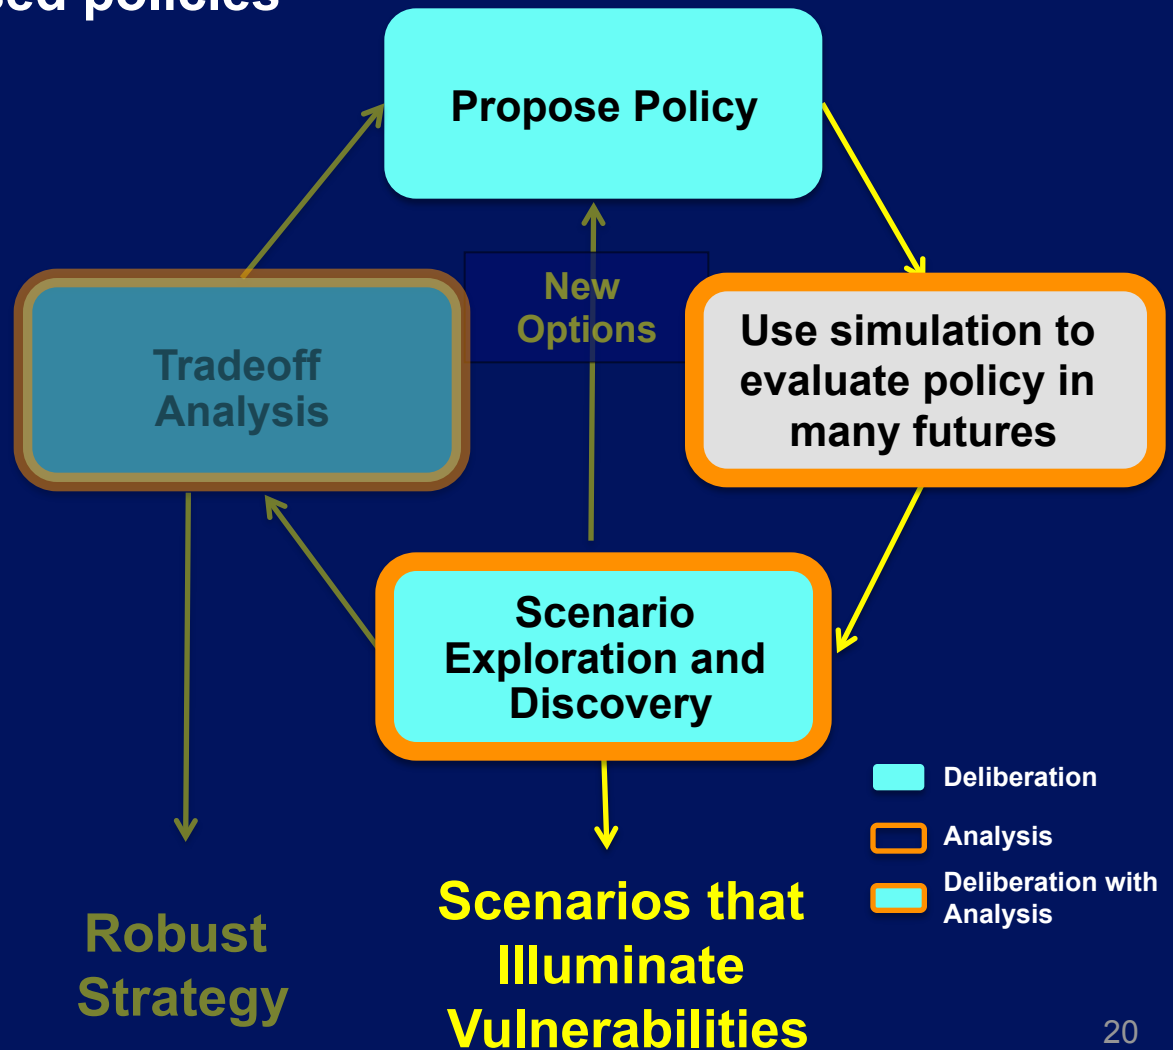 policies
Propose Policy
New
Options
Tradeoff
Analysis
Use simulation to
evaluate policy in
many futures
Scenario
Exploration and
Discovery
Deliberation
Analysis
Deliberation with
Analysis
Robust
Strategy
Scenarios that
Illuminate
Vulnerabilities
20